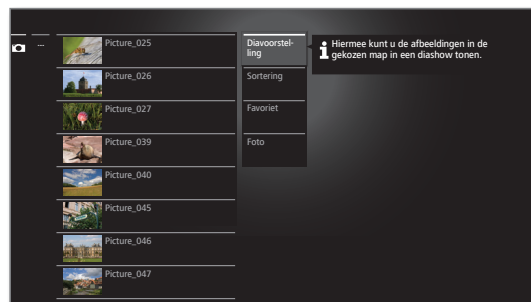 ...
Picture_025
Picture_026
Picture_027
Picture_039
Picture_040
Picture_045
Picture_046
Picture_047
Diavoorstel-
ling
Sortering
Favoriet
Foto
Hiermee kunt u de afbeeldingen in de
gekozen map in een diashow tonen.